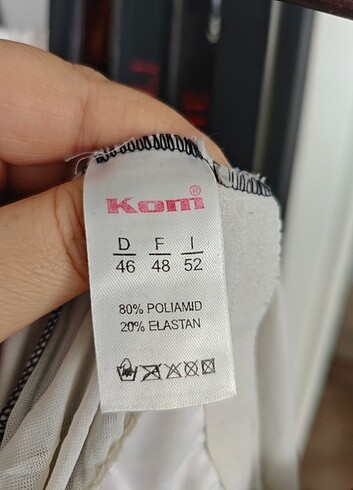 Kom®
D F I
46 48 52
80% POLIAMID
20% ELASTAN